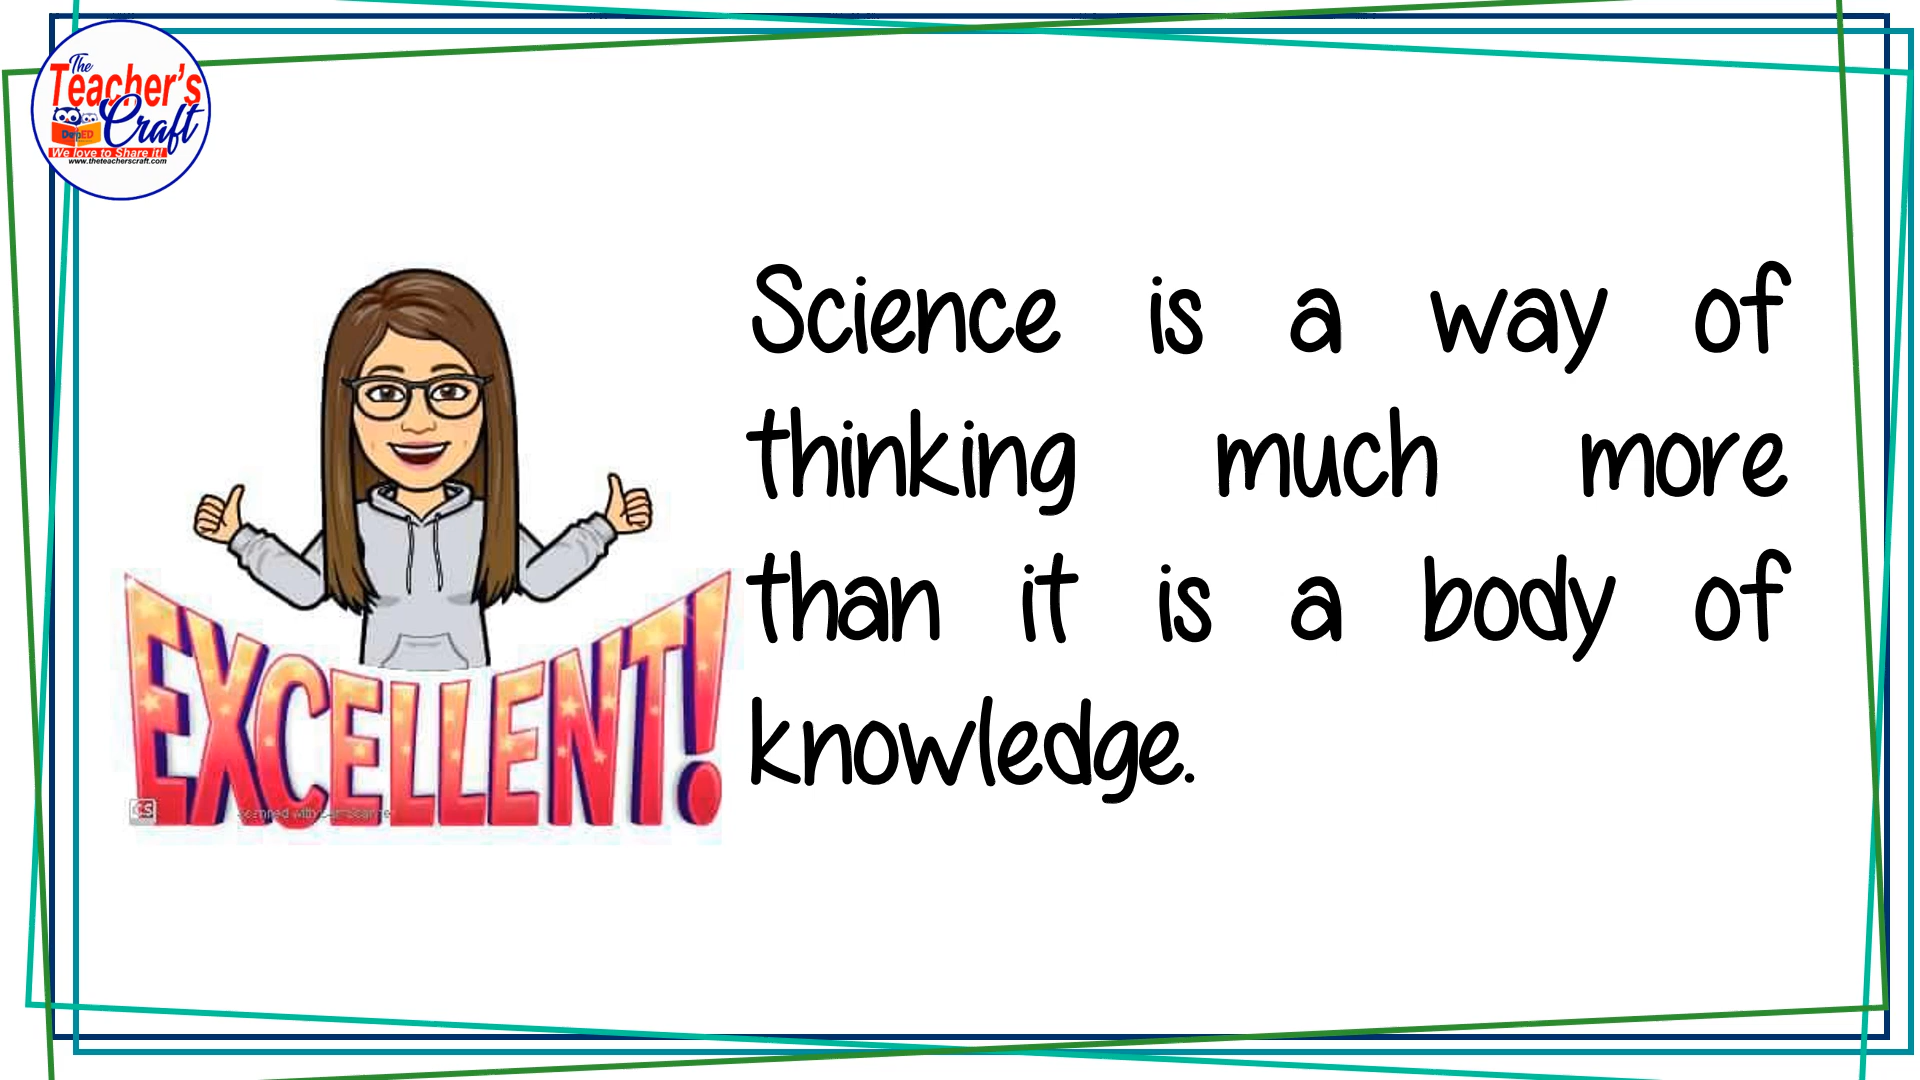 The
Teacher's
Craft
DepED
We love to Share it!
www.theteacherscraft.com
Science is a way of
thinking much more
than it is a body of
knowledge.
EXCELLENT!
CS